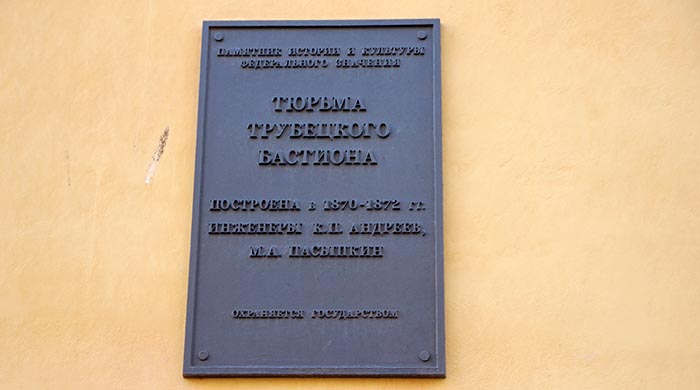 ПАМЯТНИК ИСТОРИИ И КУЛЬТУРЫ
ФЕДЕРАЛЬНОГО ЗНАЧЕНИЯ
ТЮРЬМА
ТРУБЕЦКОГО
БАСТИОНА
ПОСТРОЕНА в 1870-1872 гг.
ИНЖЕНЕРЫ К.П. АНДРЕЕВ,
М.А. ПАСЫПКИН
ОХРАНЯЕТСЯ ГОСУДАРСТВОМ